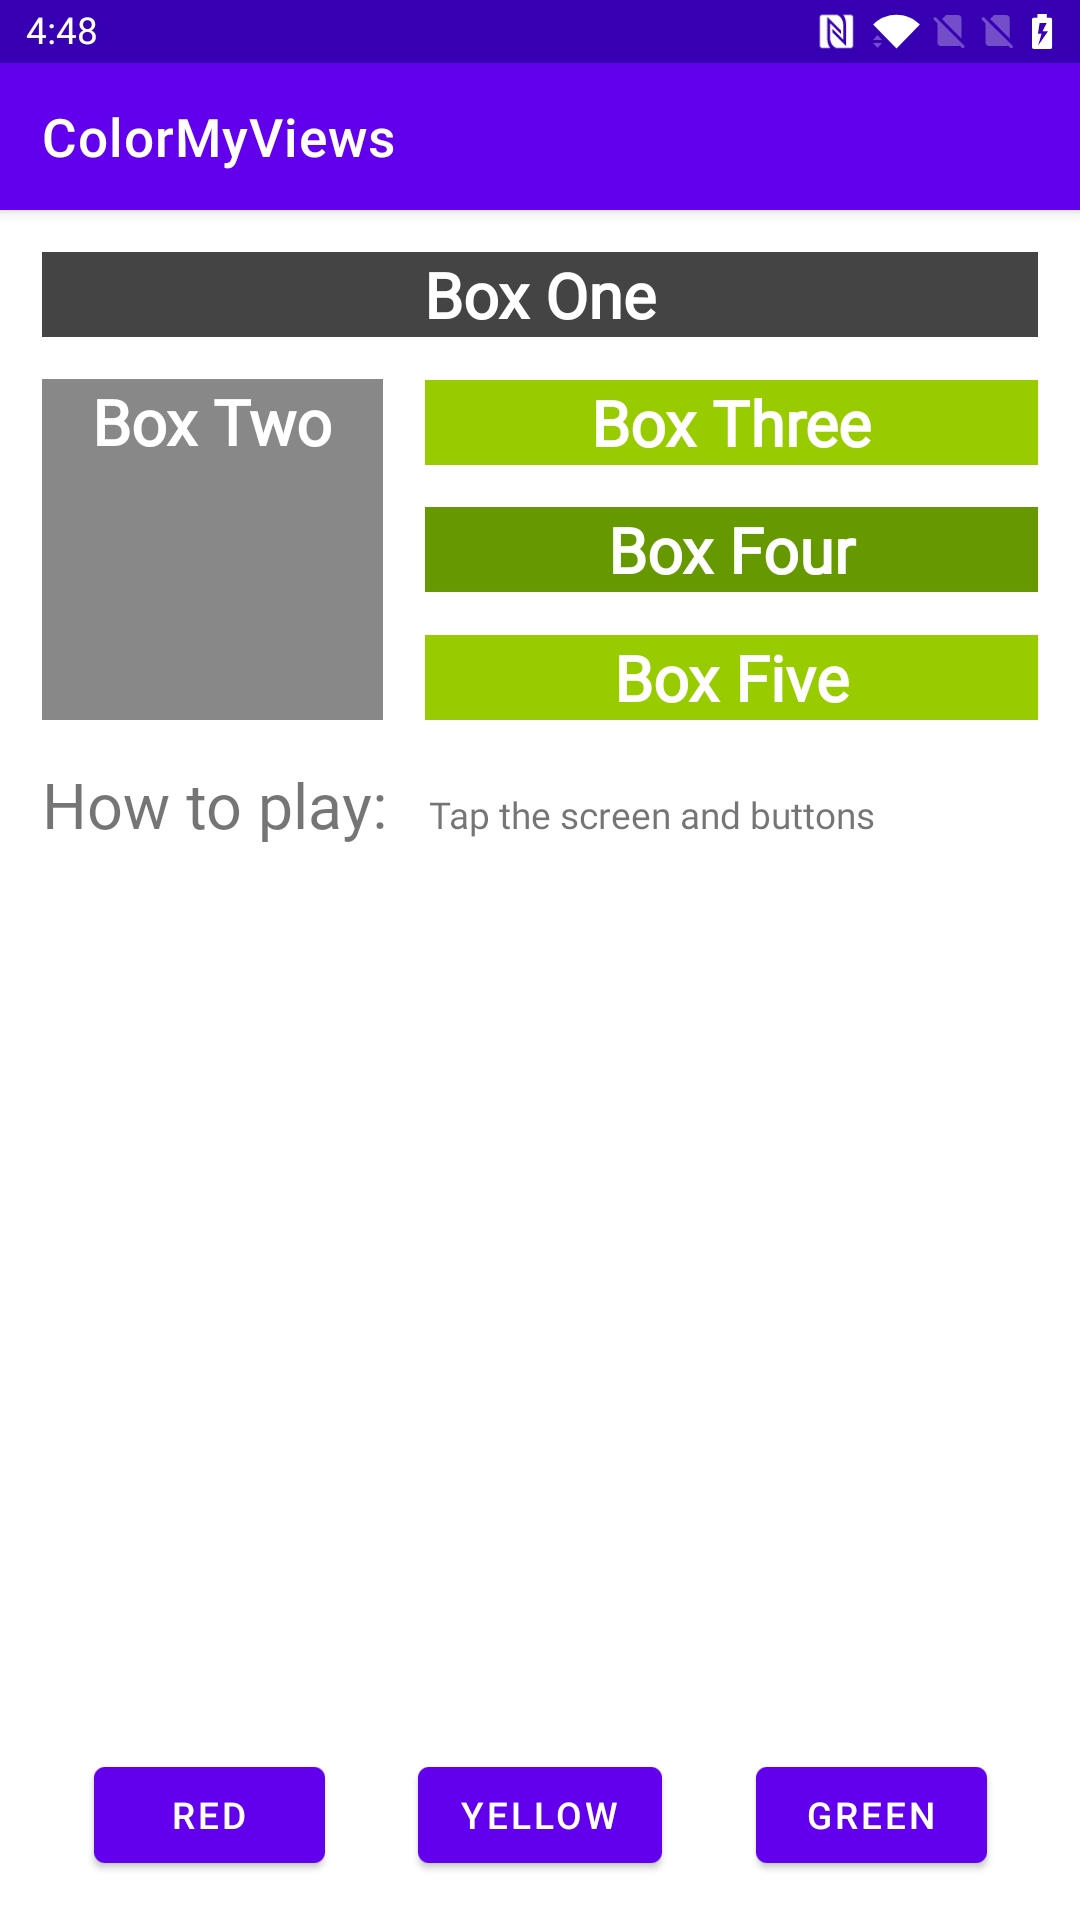 4:48
ColorMyViews
Box One
Box Two
Box Three
Box Four
Box Five
How to play: Tap the screen and buttons
RED YELLOW GREEN